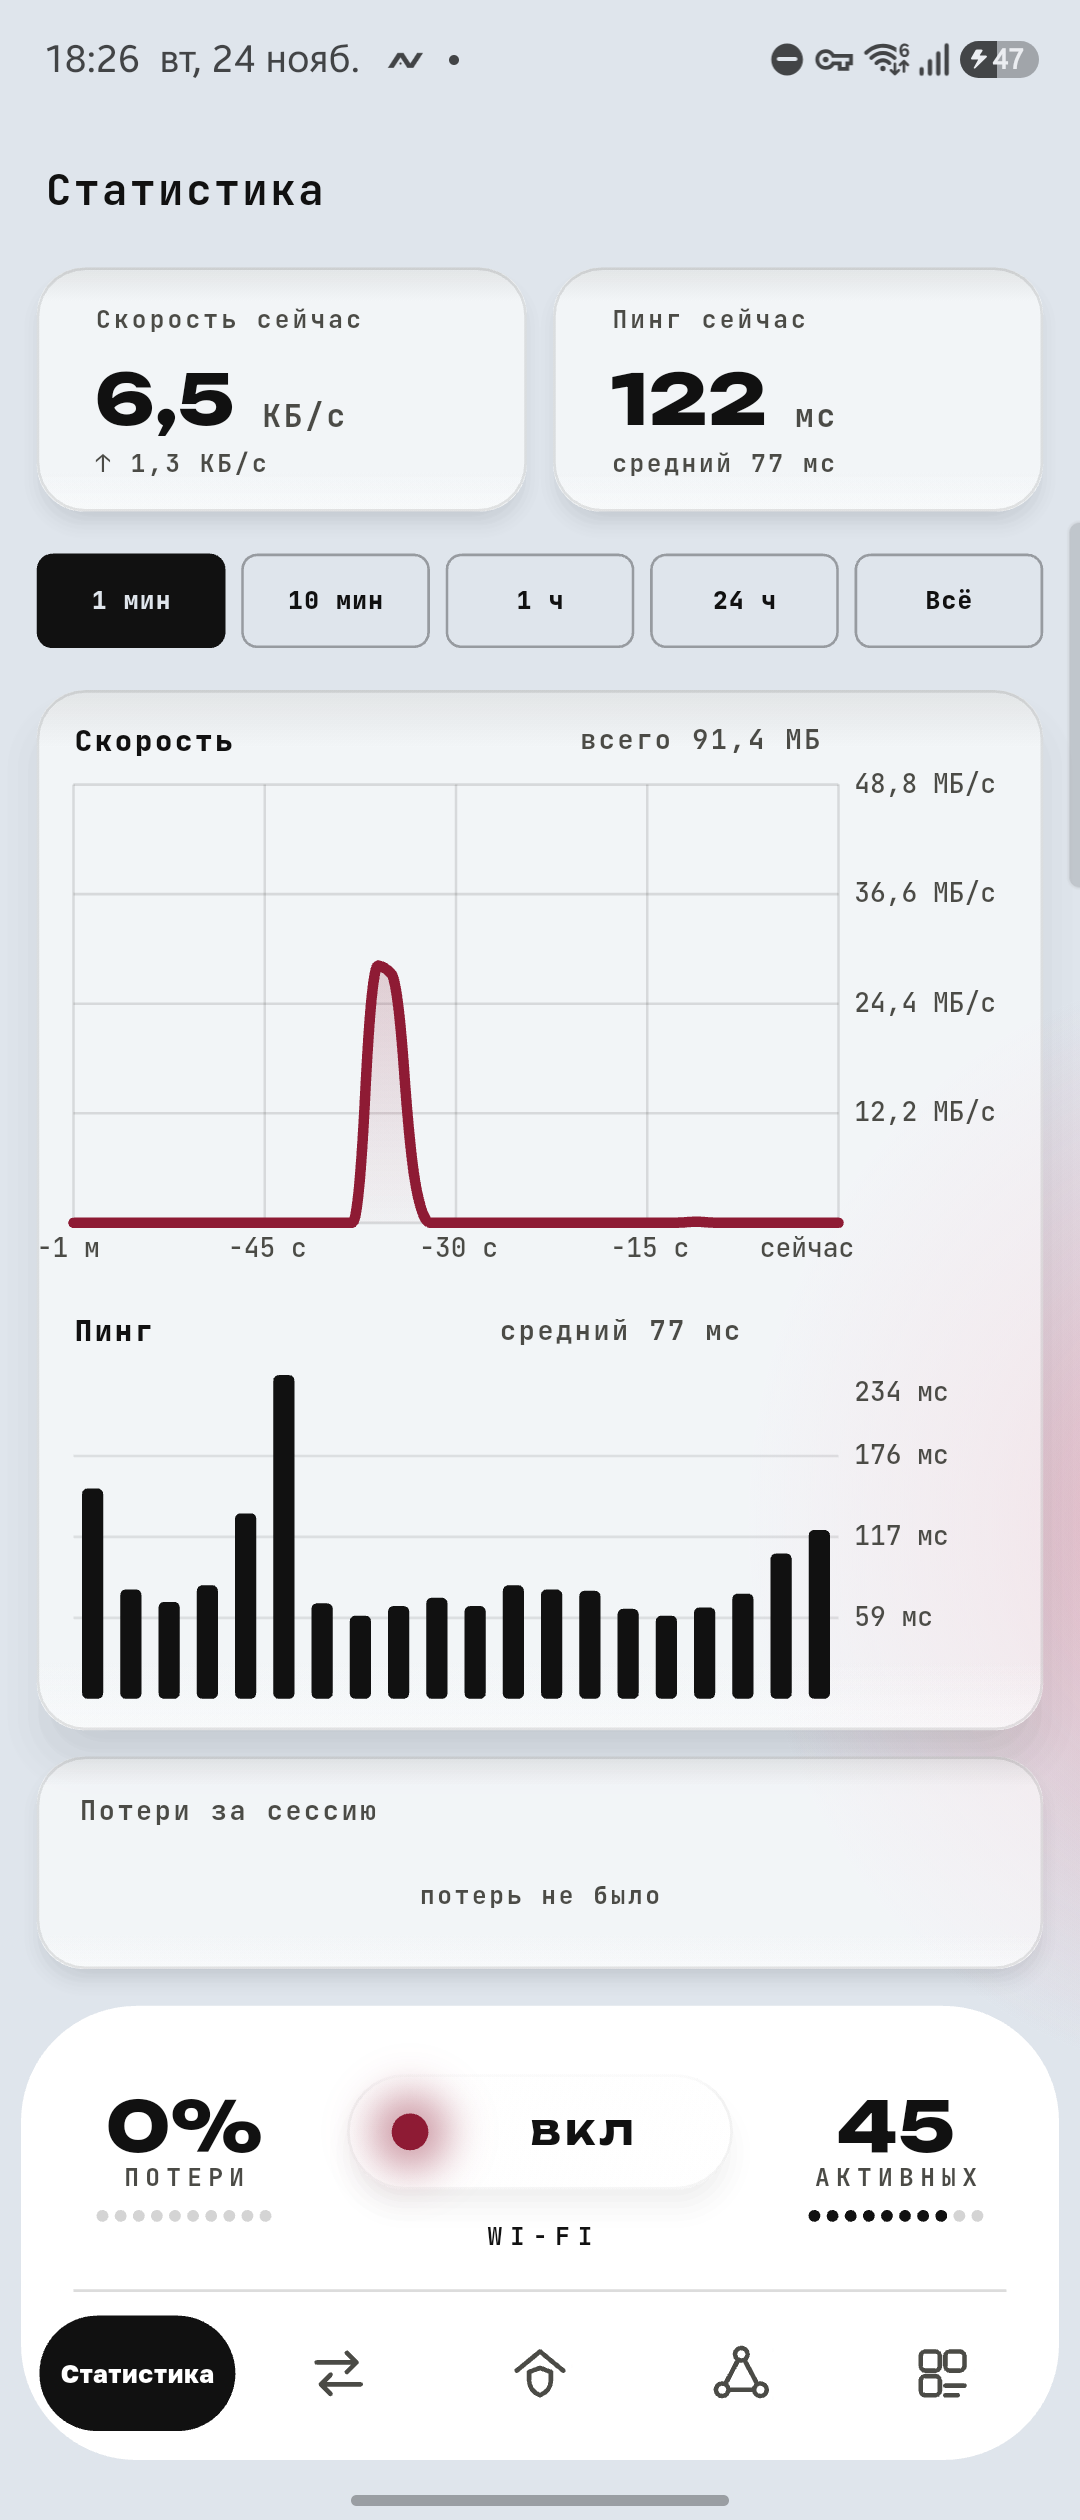 18:26 вт, 24 нояб.
6
47
Статистика
Скорость сейчас
6,5 КБ/с
↑ 1,3 КБ/с
Пинг сейчас
122 мс
средний 77 мс
1 мин
10 мин
1 ч
24 ч
Всё
Скорость
всего 91,4 МБ
48,8 МБ/с
36,6 МБ/с
24,4 МБ/с
12,2 МБ/с
-1 м
-45 с
-30 с
-15 с
сейчас
Пинг
средний 77 мс
234 мс
176 мс
117 мс
59 мс
Потери за сессию
потерь не было
0%
ПОТЕРИ
вкл
WI-FI
45
АКТИВНЫХ
Статистика